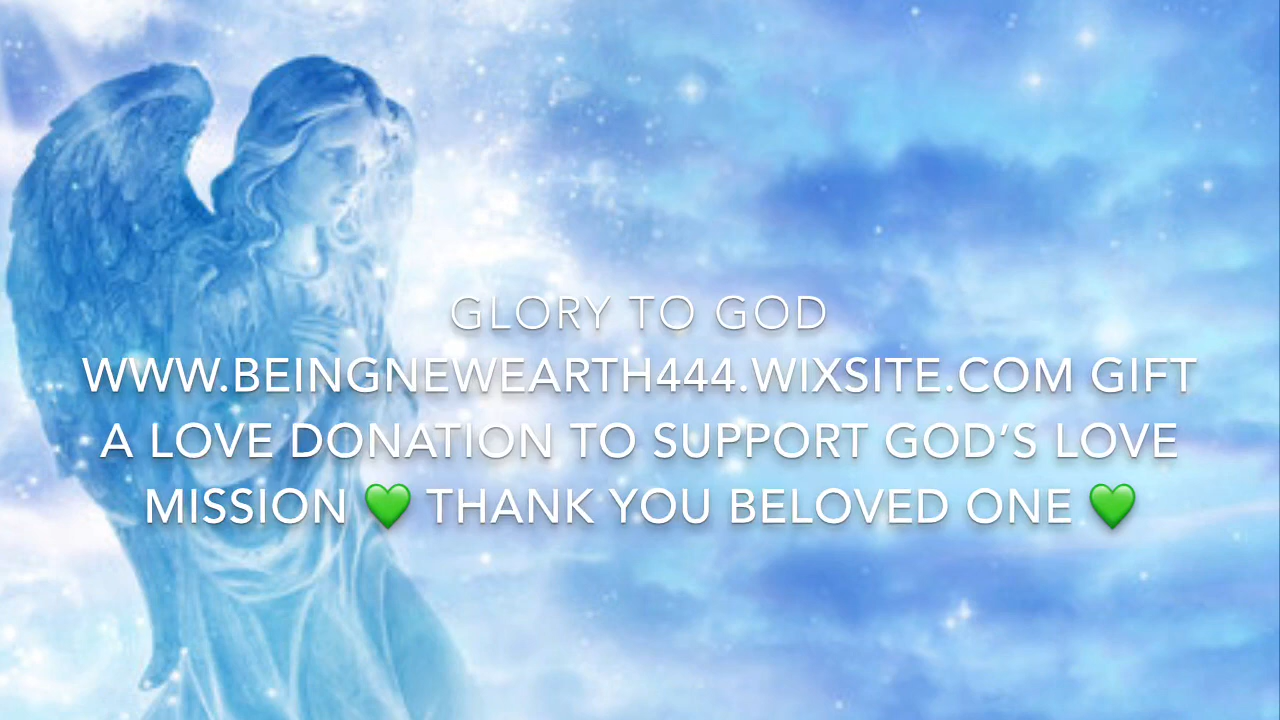 GLORY TO GOD
WWW.BEINGNEWEARTH444.WIXSITE.COM GIFT
A LOVE DONATION TO SUPPORT GOD‘S LOVE
MISSION 💚 THANK YOU BELOVED ONE 💚